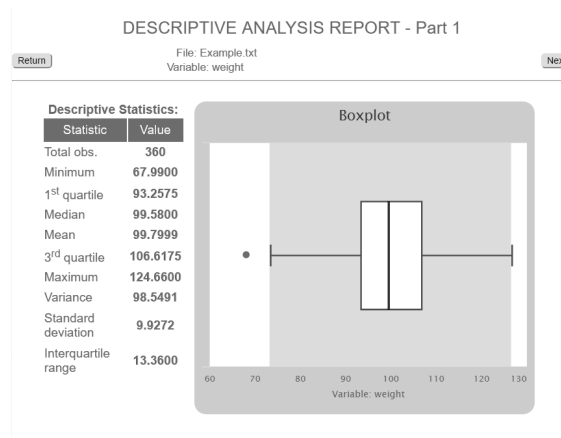 DESCRIPTIVE ANALYSIS REPORT - Part 1
Return
File: Example.txt
Variable: weight
Nex
Descriptive Statistics:
Statistic Value
Total obs. 360
Minimum 67.9900
1st quartile 93.2575
Median 99.5800
Mean 99.7999
3rd quartile 106.6175
Maximum 124.6600
Variance 98.5491
Standard
deviation 9.9272
Interquartile
range 13.3600
Boxplot
60 70 80 90 100 110 120 130
Variable: weight